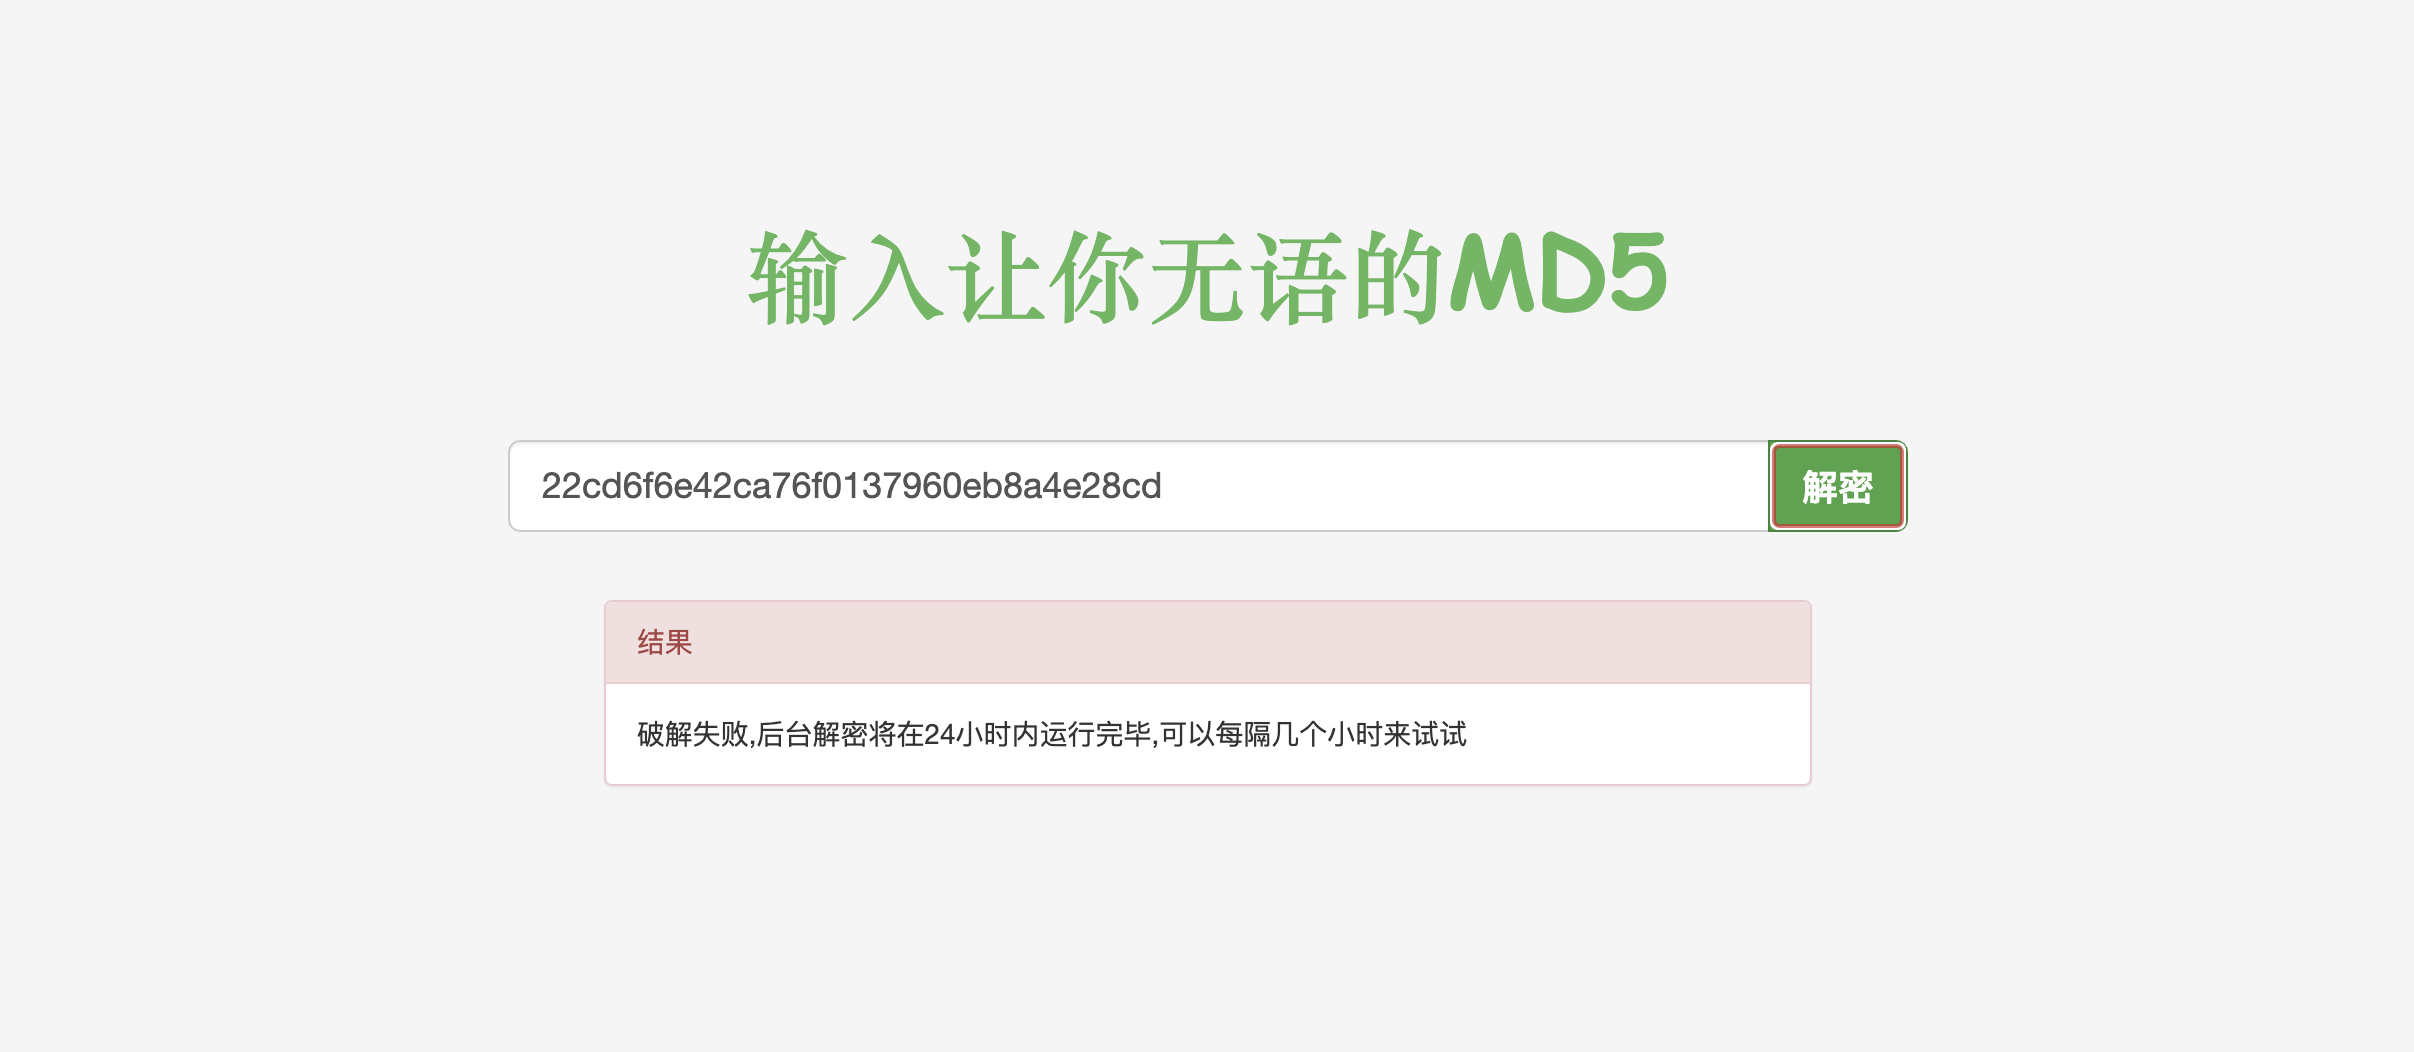 输入让你无语的MD5
22cd6f6e42ca76f0137960eb8a4e28cd
解密
结果
破解失败,后台解密将在24小时内运行完毕,可以每隔几个小时来试试